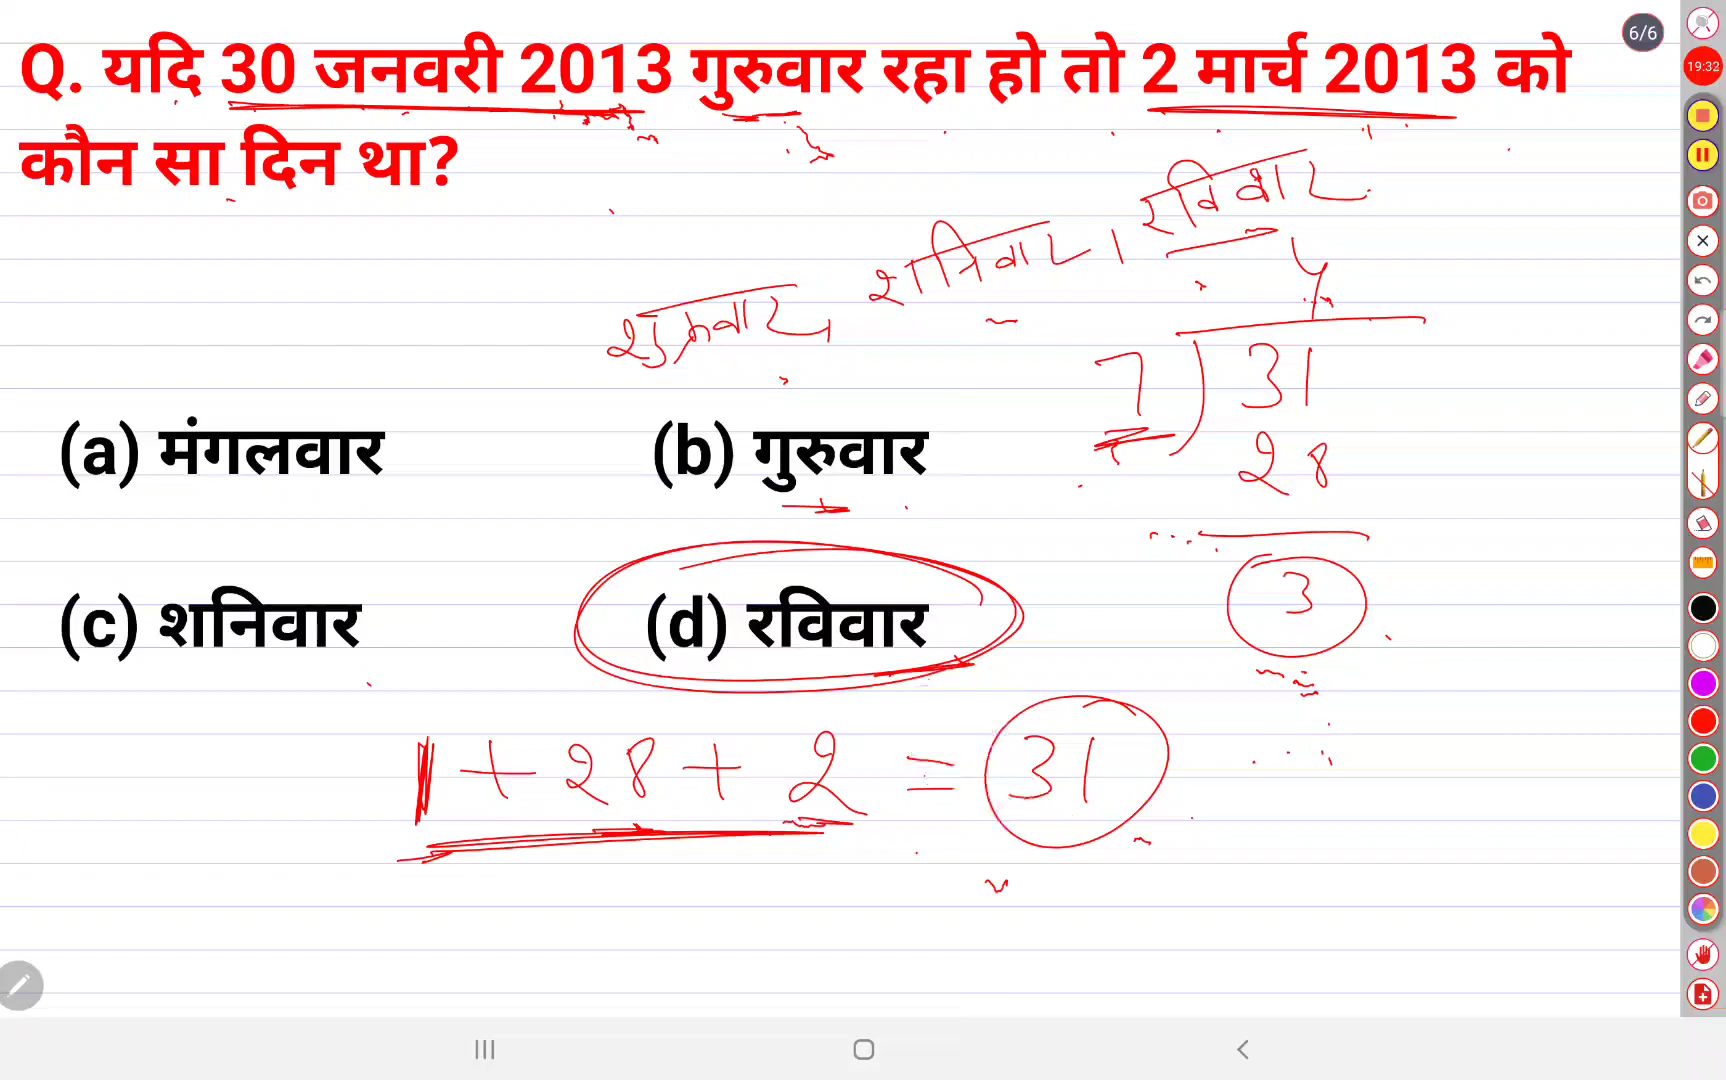 Q. यदि 30 जनवरी 2013 गुरुवार रहा हो तो 2 मार्च 2013 को
कौन सा दिन था?
6/6
19:32
शुक्रवार, शनिवार, रविवार
4
7) 31
28
3
(a) मंगलवार (b) गुरुवार
(c) शनिवार (d) रविवार
1 + 28 + 2 = 31